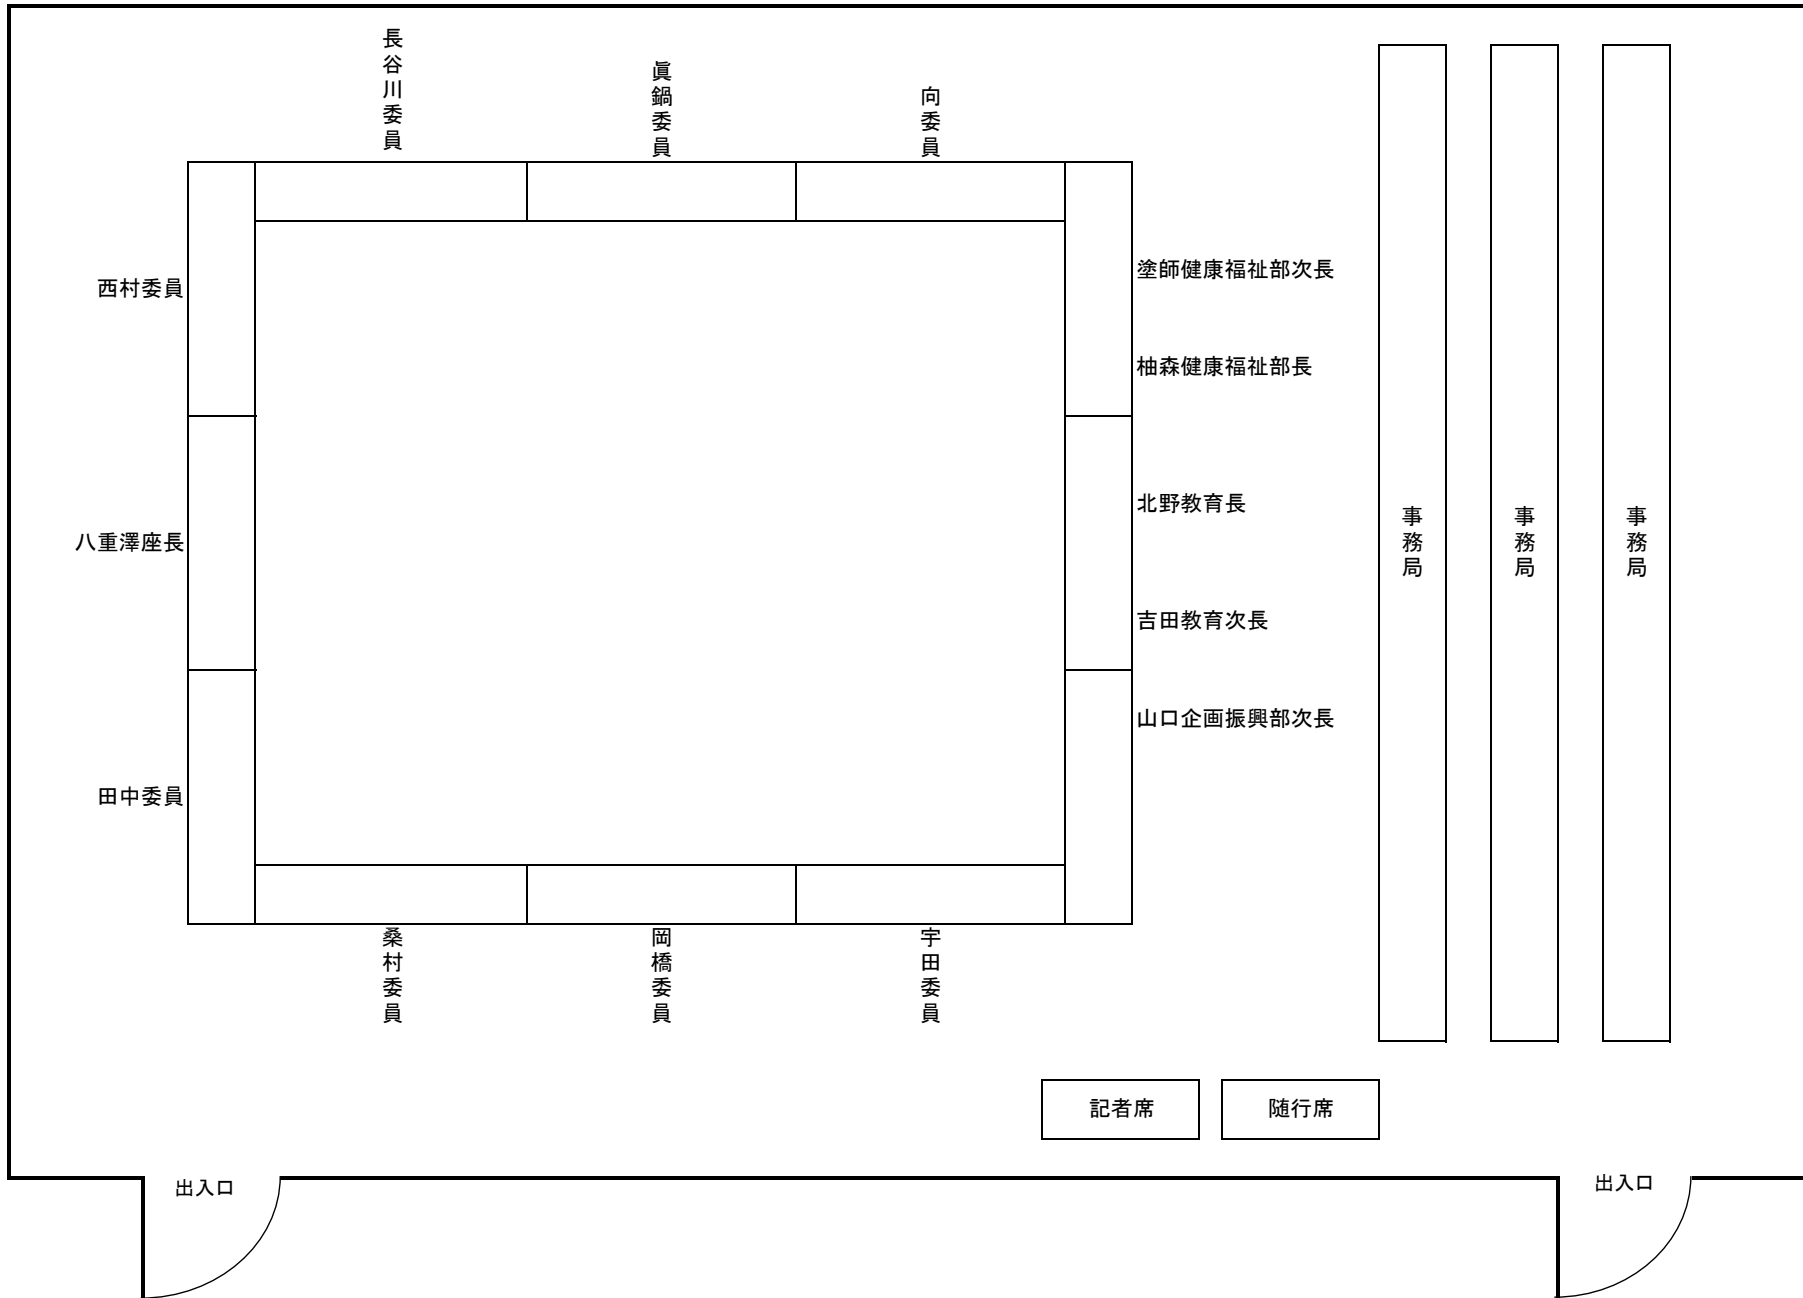 長谷川委員
眞鍋委員
向委員
西村委員
八重澤座長
田中委員
塗師健康福祉部次長
柚森健康福祉部長
北野教育長
吉田教育次長
山口企画振興部次長
桑村委員
岡橋委員
宇田委員
事務局
事務局
事務局
記者席
随行席
出入口
出入口